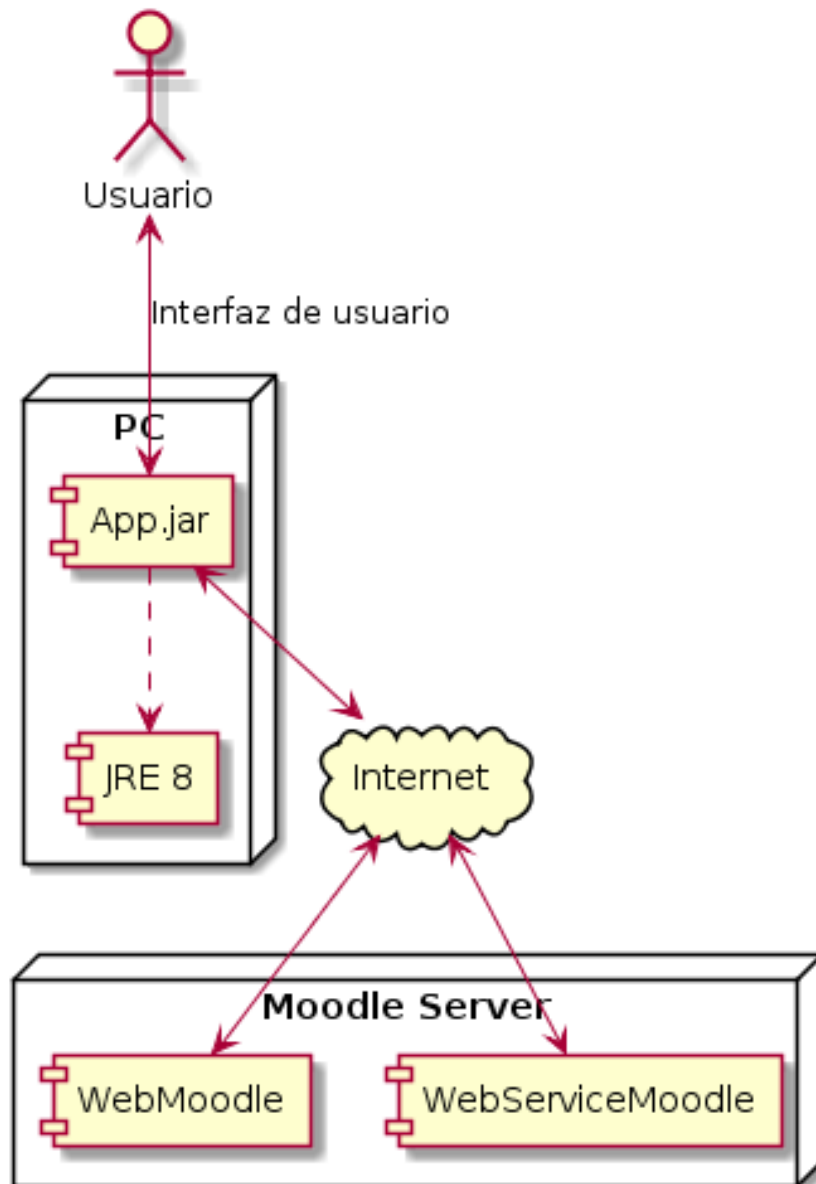 Usuario
Interfaz de usuario
PC
App.jar
JRE 8
Internet
Moodle Server
WebMoodle
WebServiceMoodle